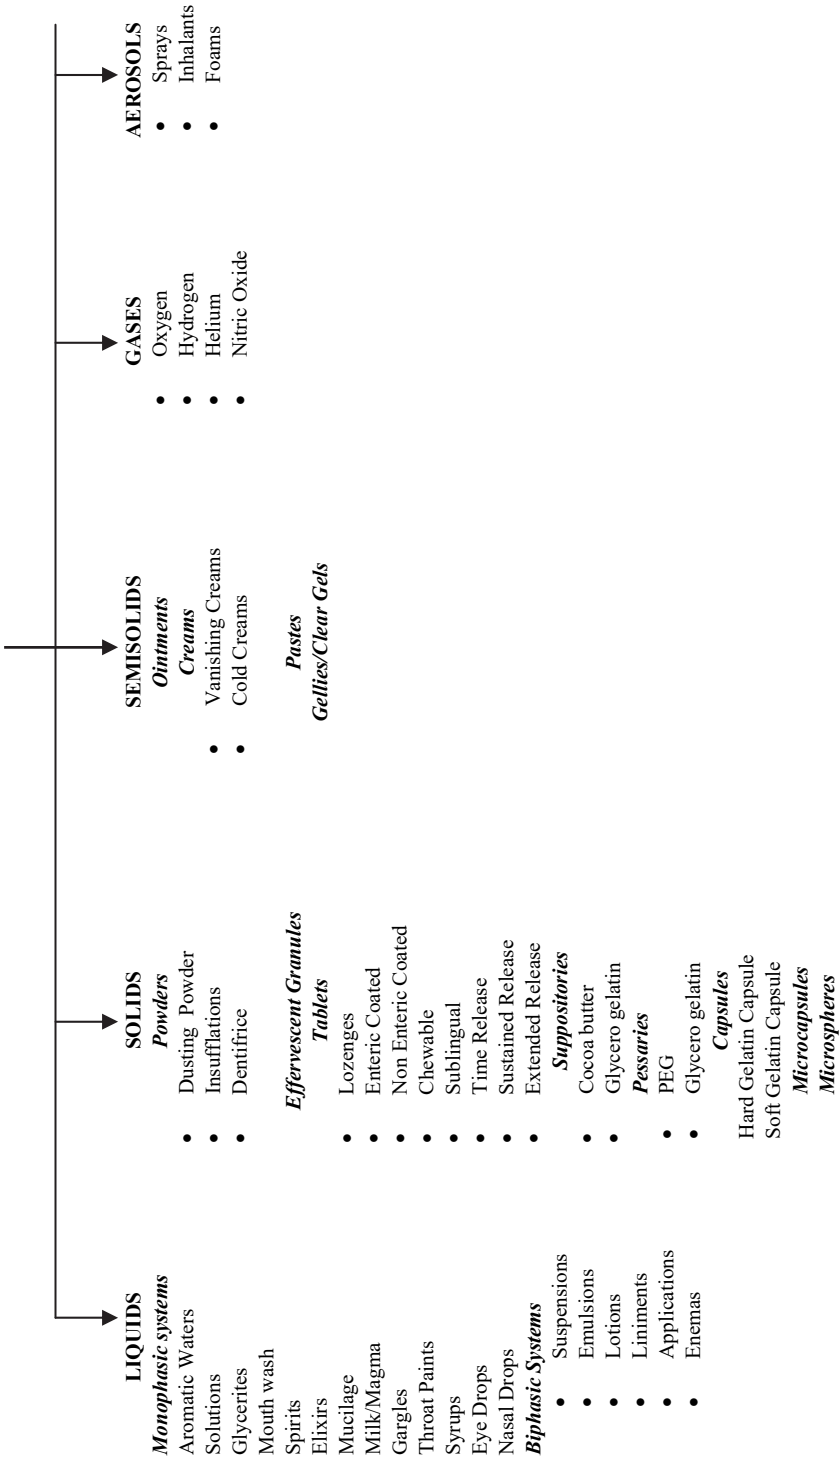 LIQUIDS
Monophasic systems
Aromatic Waters
Solutions
Glycerites
Mouth wash
Spirits
Elixirs
Mucilage
Milk/Magma
Gargles
Throat Paints
Syrups
Eye Drops
Nasal Drops
Biphasic Systems
• Suspensions
• Emulsions
• Lotions
• Liniments
• Applications
• Enemas
SOLIDS
Powders
• Dusting Powder
• Insufflations
• Dentifrice
Effervescent Granules
Tablets
• Lozenges
• Enteric Coated
• Non Enteric Coated
• Chewable
• Sublingual
• Time Release
• Sustained Release
• Extended Release
Suppositories
• Cocoa butter
• Glycero gelatin
Pessaries
• PEG
• Glycero gelatin
Capsules
Hard Gelatin Capsule
Soft Gelatin Capsule
Microcapsules
Microspheres
SEMISOLIDS
Ointments
Creams
• Vanishing Creams
• Cold Creams
Pastes
Gellies/Clear Gels
GASES
• Oxygen
• Hydrogen
• Helium
• Nitric Oxide
AEROSOLS
• Sprays
• Inhalants
• Foams